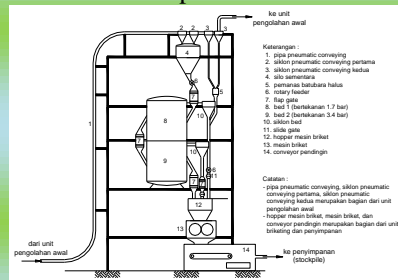 ke unit
pengolahan awal
2 2 3 3
4
6
5
7
1
10
8
7
7
10
9
6
11
12
13
14
dari unit
pengolahan awal
ke penyimpanan
(stockpile)
Keterangan :
1. pipa pneumatic conveying
2. siklon pneumatic conveying pertama
3. siklon pneumatic conveying kedua
4. silo sementara
5. pemanas batubara halus
6. rotary feeder
7. flap gate
8. bed 1 (bertekanan 1.7 bar)
9. bed 2 (bertekanan 3.4 bar)
10. siklon bed
11. slide gate
12. hopper mesin briket
13. mesin briket
14. conveyor pendingin
Catatan :
- pipa pneumatic conveying, siklon pneumatic
conveying pertama, siklon pneumatic
conveying kedua merupakan bagian dari unit
pengolahan awal
- hopper mesin briket, mesin briket, dan
conveyor pendingin merupakan bagian dari unit
briketing dan penyimpanan